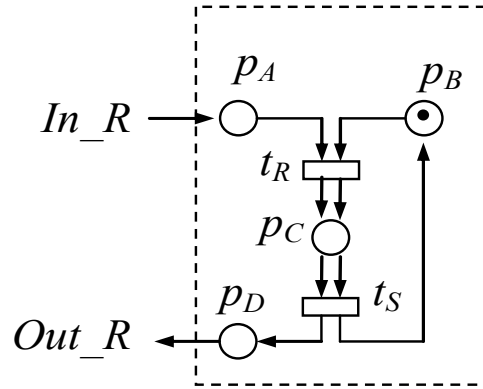 p_A
p_B
In_R
t_R
p_C
p_D
t_S
Out_R